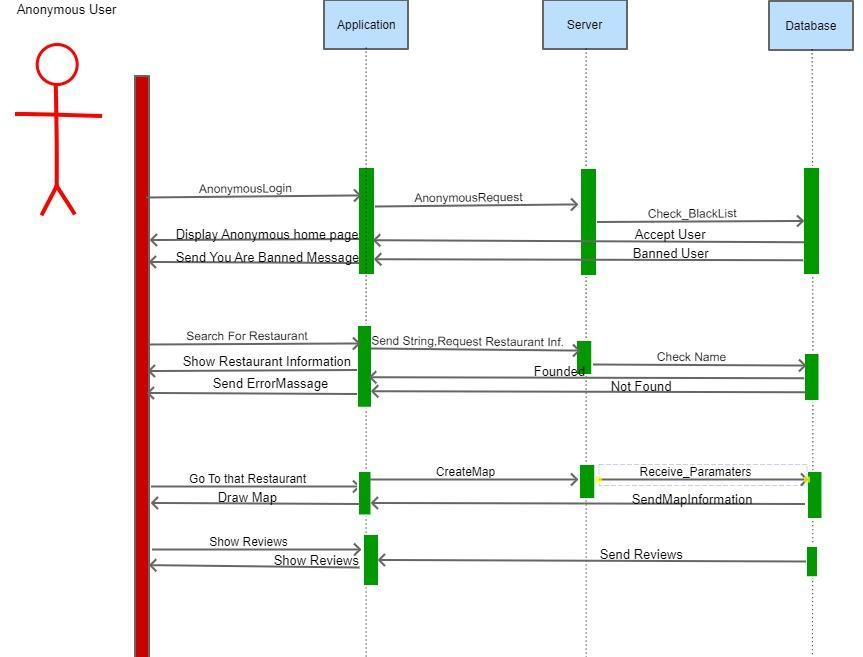 Anonymous User
Application
Server
Database
AnonymousLogin
AnonymousRequest
Check_BlackList
Display Anonymous home page
Accept User
Send You Are Banned Message
Banned User
Search For Restaurant
Send String,Request Restaurant Inf.
Check Name
Show Restaurant Information
Founded
Send ErrorMassage
Not Found
Go To that Restaurant
CreateMap
Receive_Paramaters
Draw Map
SendMapInformation
Show Reviews
Show Reviews
Send Reviews